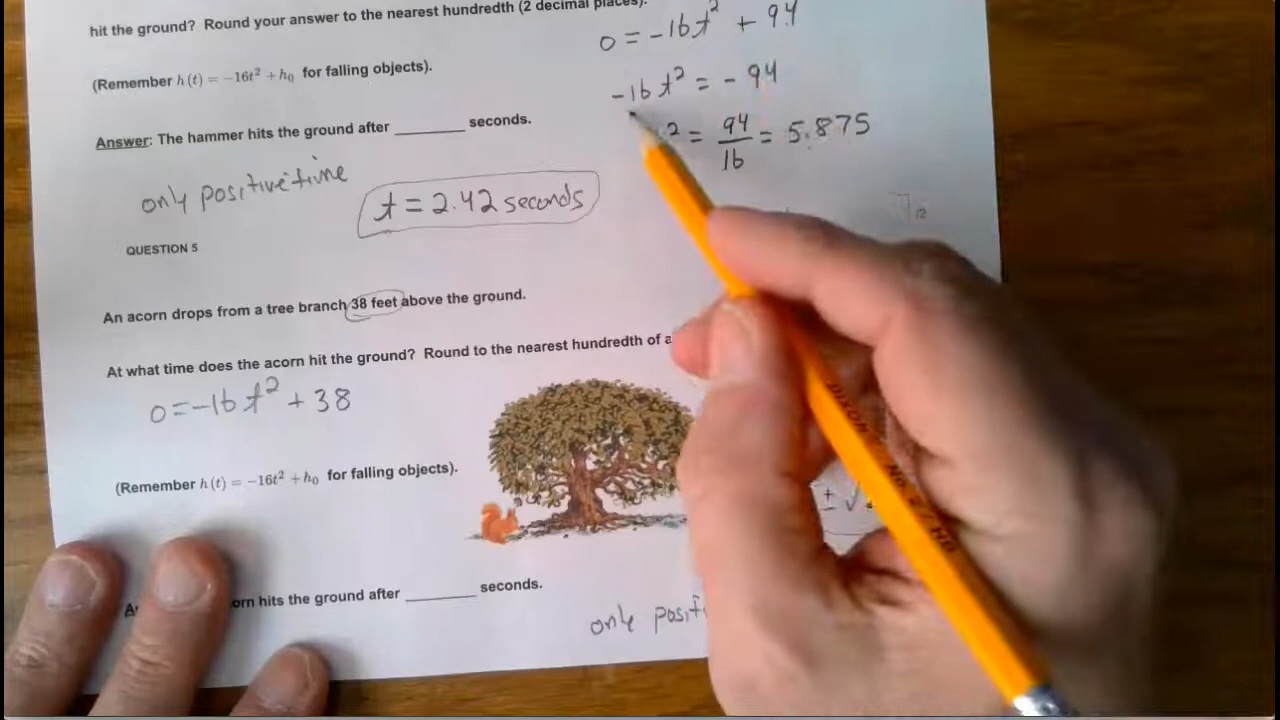 hit the ground? Round your answer to the nearest hundredth (2 decimal places).
0 = -16t² + 94
(Remember h(t) = −16t² + h₀ for falling objects).
-16t² = - 94
Answer: The hammer hits the ground after ________ seconds.
² = 94/16 = 5.875
only positive time
t = 2.42 seconds
QUESTION 5
An acorn drops from a tree branch 38 feet above the ground.
At what time does the acorn hit the ground? Round to the nearest hundredth of a
0 = -16t² + 38
(Remember h(t) = −16t² + h₀ for falling objects).
± √
orn hits the ground after ________ seconds.
only posit
DIXON